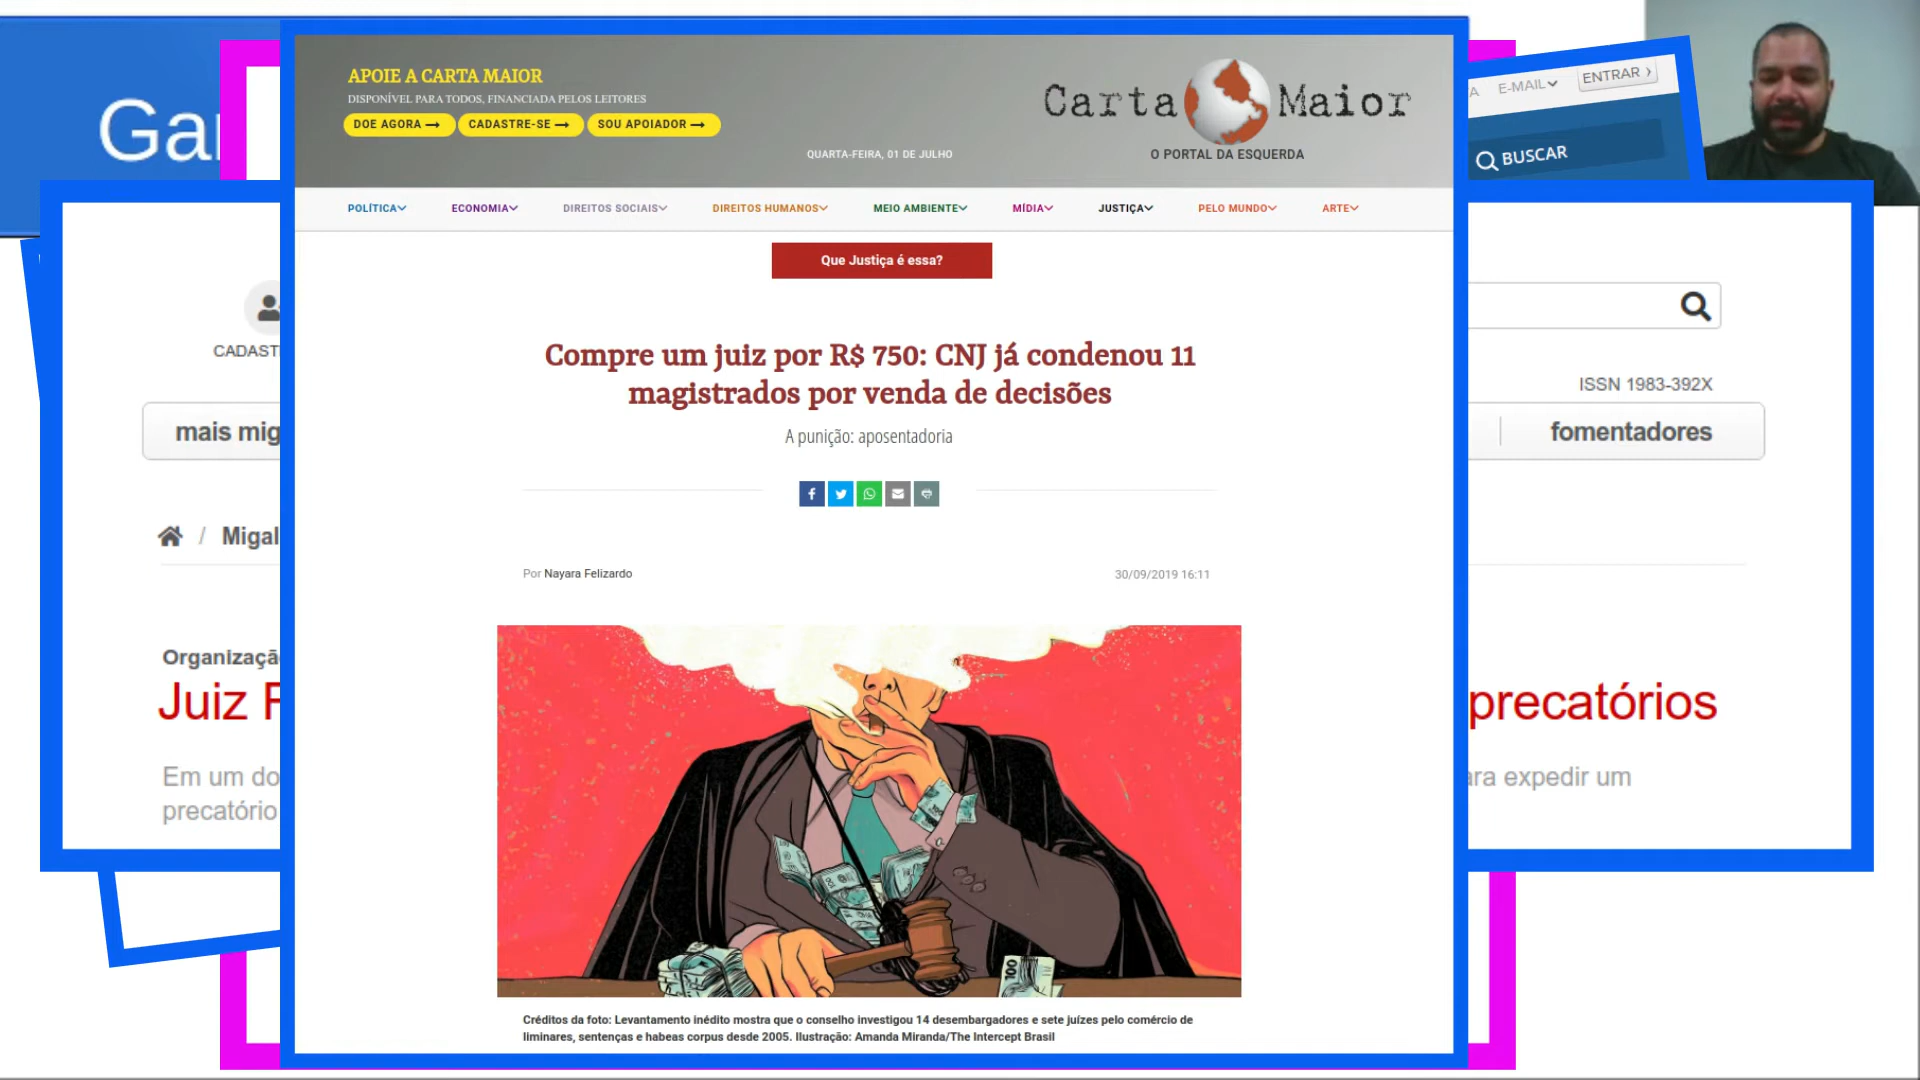 APOIE A CARTA MAIOR
DISPONÍVEL PARA TODOS, FINANCIADA PELOS LEITORES
DOE AGORA
CADASTRE-SE
SOU APOIADOR
QUARTA-FEIRA, 01 DE JULHO
Carta Maior
O PORTAL DA ESQUERDA
POLÍTICA
ECONOMIA
DIREITOS SOCIAIS
DIREITOS HUMANOS
MEIO AMBIENTE
MÍDIA
JUSTIÇA
PELO MUNDO
ARTE
Que Justiça é essa?
Compre um juiz por R$ 750: CNJ já condenou 11
magistrados por venda de decisões
A punição: aposentadoria
Por Nayara Felizardo
30/09/2019 16:11
100
Créditos da foto: Levantamento inédito mostra que o conselho investigou 14 desembargadores e sete juízes pelo comércio de
liminares, sentenças e habeas corpus desde 2005. Ilustração: Amanda Miranda/The Intercept Brasil
Gar
A E-MAIL ENTRAR
BUSCAR
CADAST
ISSN 1983-392X
mais mig
fomentadores
/ Migal
Organizaçã
Juiz F
precatórios
Em um do
ara expedir um
precatório